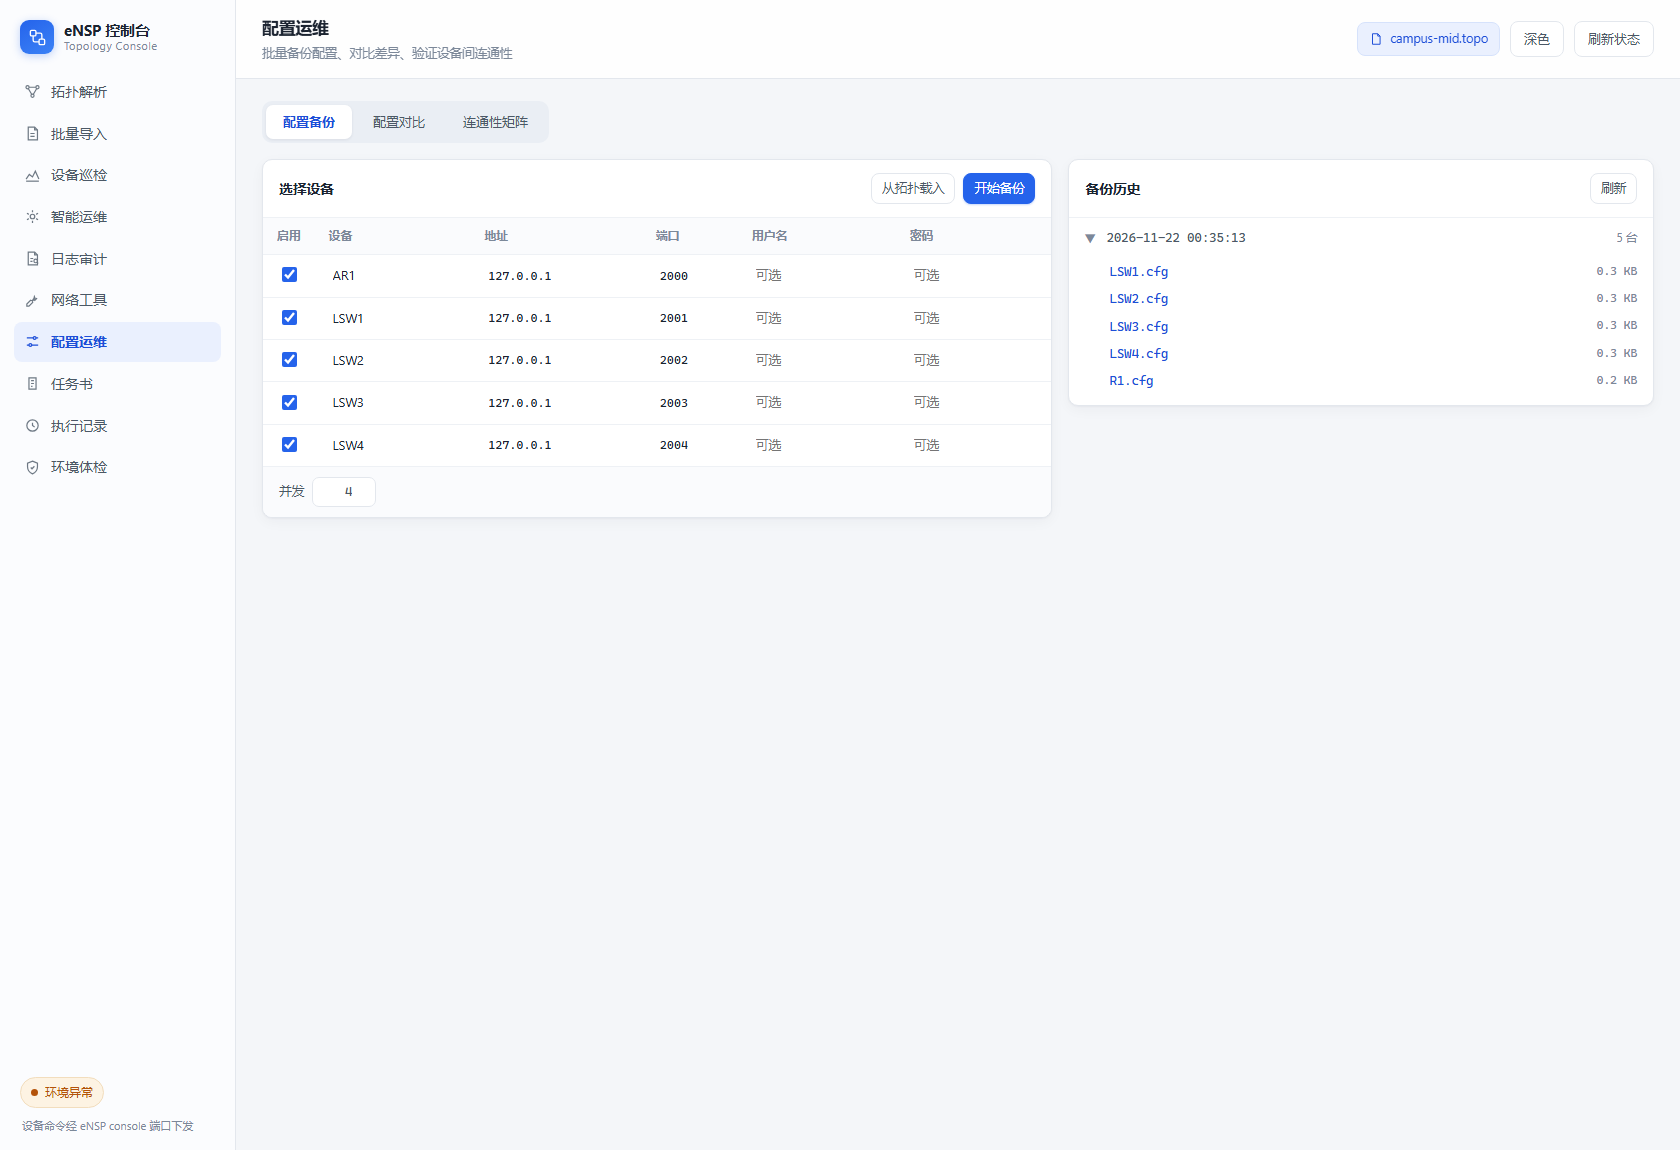 eNSP 控制台
Topology Console
拓扑解析
批量导入
设备巡检
智能运维
日志审计
网络工具
配置运维
任务书
执行记录
环境体检
环境异常
设备命令经 eNSP console 端口下发
配置运维
批量备份配置、对比差异、验证设备间连通性
campus-mid.topo
深色
刷新状态
配置备份 配置对比 连通性矩阵
选择设备 从拓扑载入 开始备份
启用 设备 地址 端口 用户名 密码
AR1 127.0.0.1 2000 可选 可选
LSW1 127.0.0.1 2001 可选 可选
LSW2 127.0.0.1 2002 可选 可选
LSW3 127.0.0.1 2003 可选 可选
LSW4 127.0.0.1 2004 可选 可选
并发 4
备份历史 刷新
2026-11-22 00:35:13 5 台
LSW1.cfg 0.3 KB
LSW2.cfg 0.3 KB
LSW3.cfg 0.3 KB
LSW4.cfg 0.3 KB
R1.cfg 0.2 KB